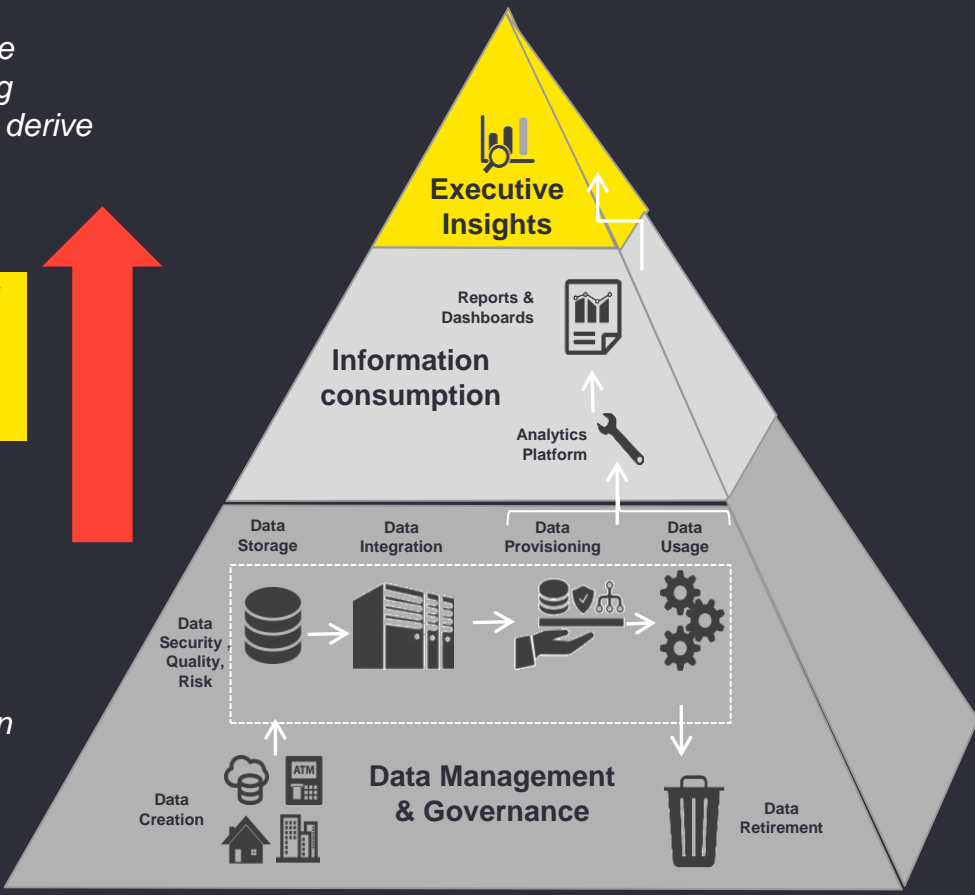 e
g
derive
Executive
Insights
Reports &
Dashboards
Information
consumption
Analytics
Platform
Data
Storage
Data
Integration
Data
Provisioning
Data
Usage
Data
Security ,
Quality,
Risk
n
ATM
Data
Creation
Data Management
& Governance
Data
Retirement